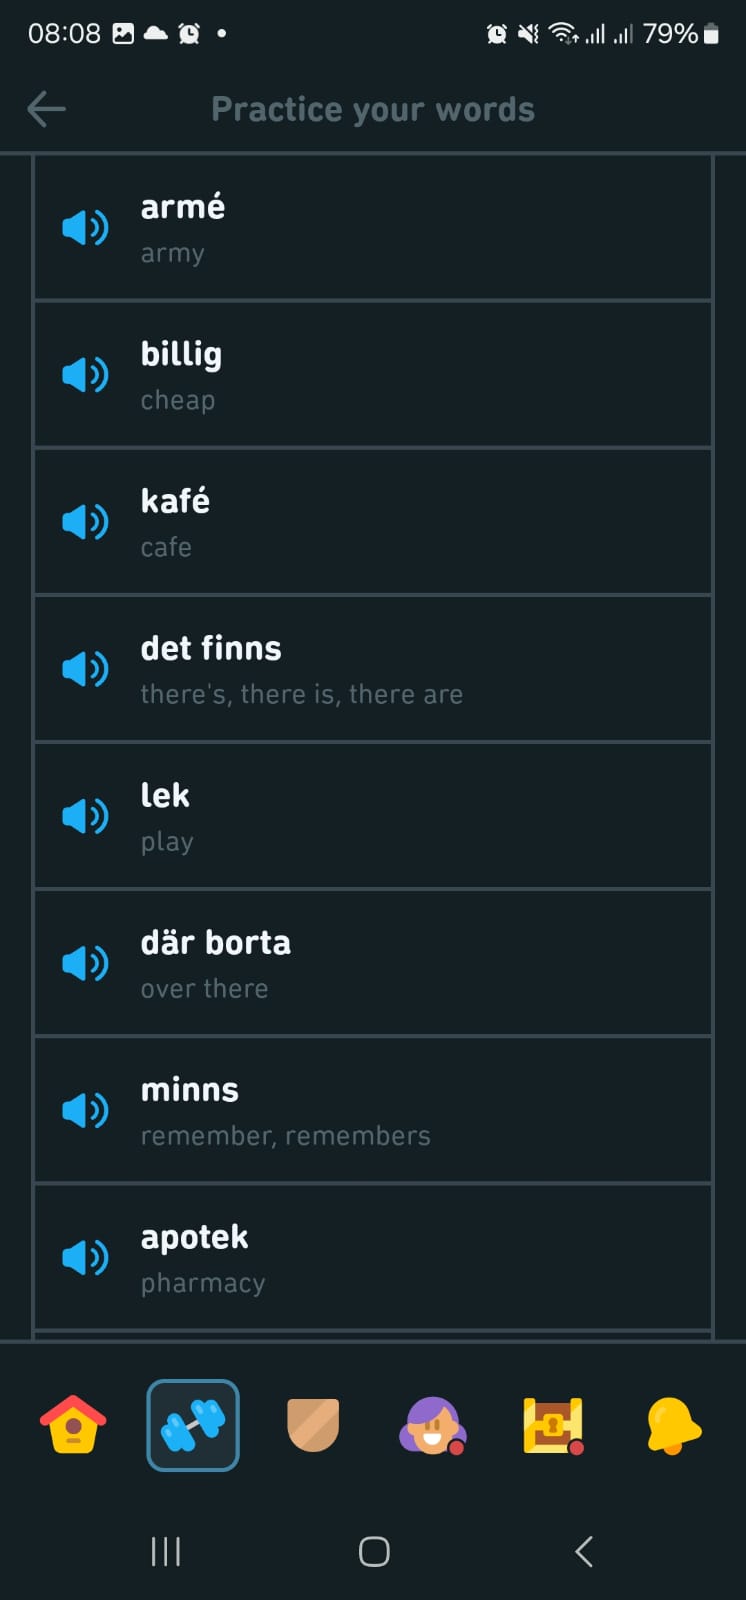 08:08
79%
Practice your words
armé
army
billig
cheap
kafé
cafe
det finns
there's, there is, there are
lek
play
där borta
over there
minns
remember, remembers
apotek
pharmacy